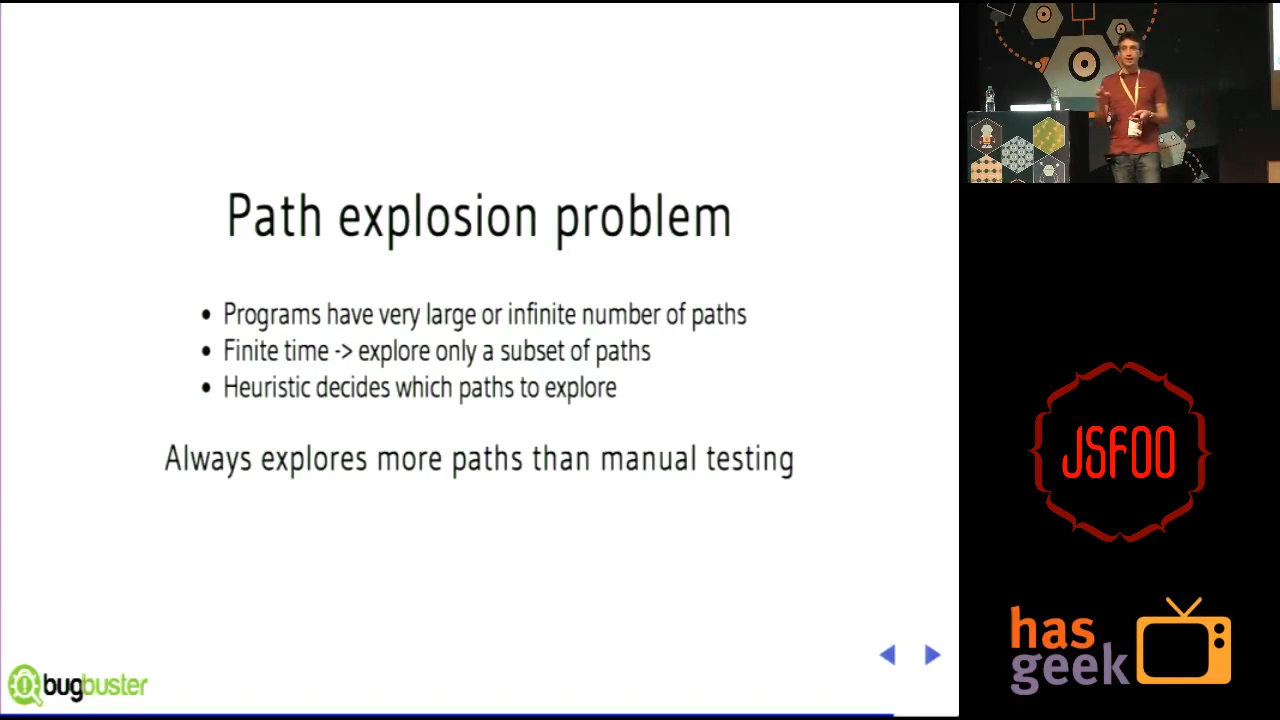 Path explosion problem
• Programs have very large or infinite number of paths
• Finite time -> explore only a subset of paths
• Heuristic decides which paths to explore
Always explores more paths than manual testing
bugbuster
JSFOO
has
geek